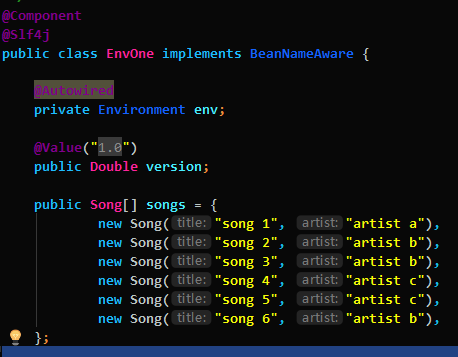 @Component
@Slf4j
public class EnvOne implements BeanNameAware {
@Autowired
private Environment env;
@Value("1.0")
public Double version;
public Song[] songs = {
new Song( title: "song 1", artist: "artist a"),
new Song( title: "song 2", artist: "artist b"),
new Song( title: "song 3", artist: "artist b"),
new Song( title: "song 4", artist: "artist c"),
new Song( title: "song 5", artist: "artist c"),
new Song( title: "song 6", artist: "artist b"),
};